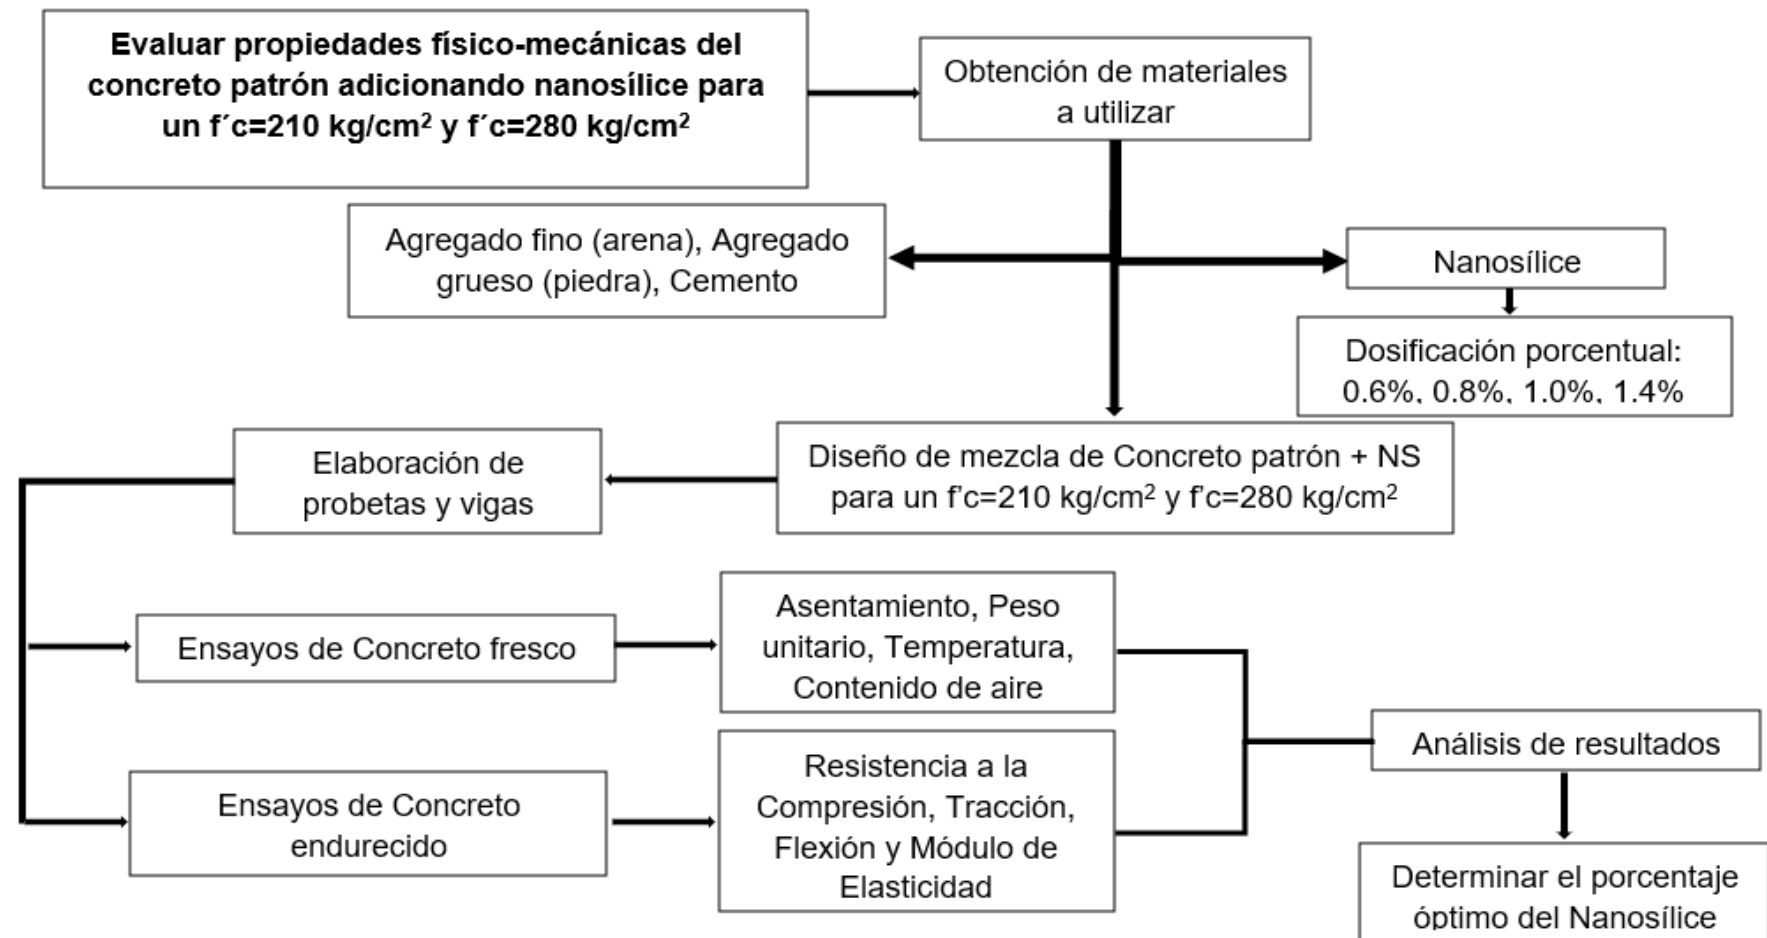 Evaluar propiedades físico-mecánicas del
concreto patrón adicionando nanosílice para
un f´c=210 kg/cm² y f´c=280 kg/cm²
Obtención de materiales
a utilizar
Agregado fino (arena), Agregado
grueso (piedra), Cemento
Nanosílice
Dosificación porcentual:
0.6%, 0.8%, 1.0%, 1.4%
Diseño de mezcla de Concreto patrón + NS
para un f’c=210 kg/cm² y f’c=280 kg/cm²
Elaboración de
probetas y vigas
Ensayos de Concreto fresco
Asentamiento, Peso
unitario, Temperatura,
Contenido de aire
Ensayos de Concreto
endurecido
Resistencia a la
Compresión, Tracción,
Flexión y Módulo de
Elasticidad
Análisis de resultados
Determinar el porcentaje
óptimo del Nanosílice